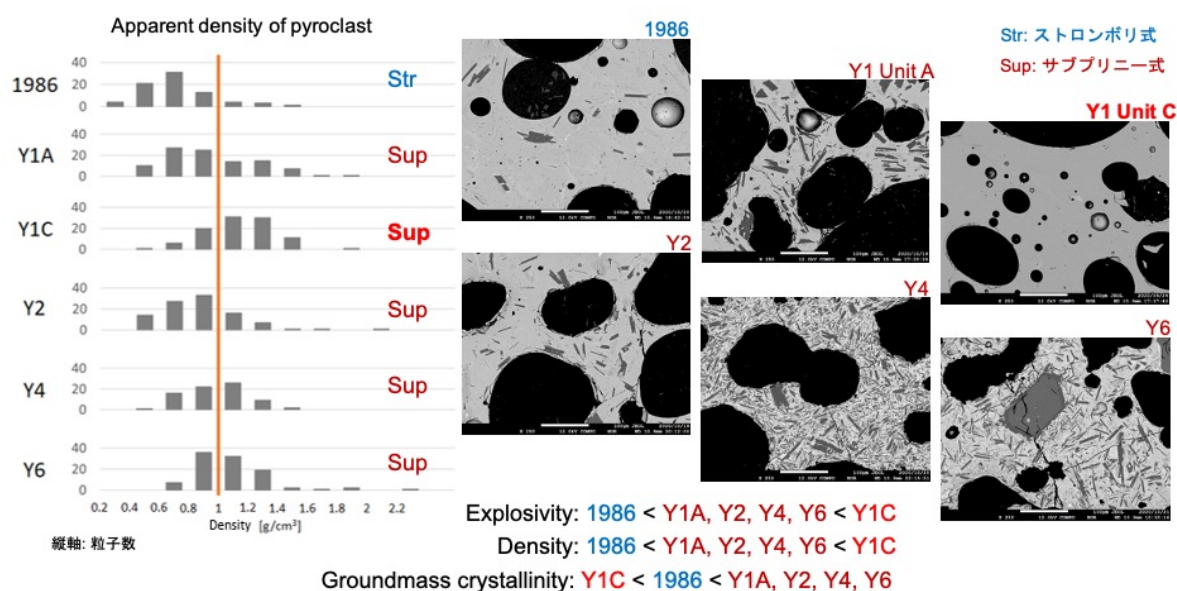 Apparent density of pyroclast
1986
40
20
0
Str
Y1A
40
20
0
Sup
Y1C
40
20
0
Sup
Y2
40
20
0
Sup
Y4
40
20
0
Sup
Y6
40
20
0
Sup
0.2 0.4 0.6 0.8 1 1.2 1.4 1.6 1.8 2 2.2
Density [g/cm³]
縦軸: 粒子数
1986
Y1 Unit A
Str: ストロンボリ式
Sup: サブプリニー式
Y1 Unit C
Y2
Y4
Y6
Explosivity: 1986 < Y1A, Y2, Y4, Y6 < Y1C
Density: 1986 < Y1A, Y2, Y4, Y6 < Y1C
Groundmass crystallinity: Y1C < 1986 < Y1A, Y2, Y4, Y6